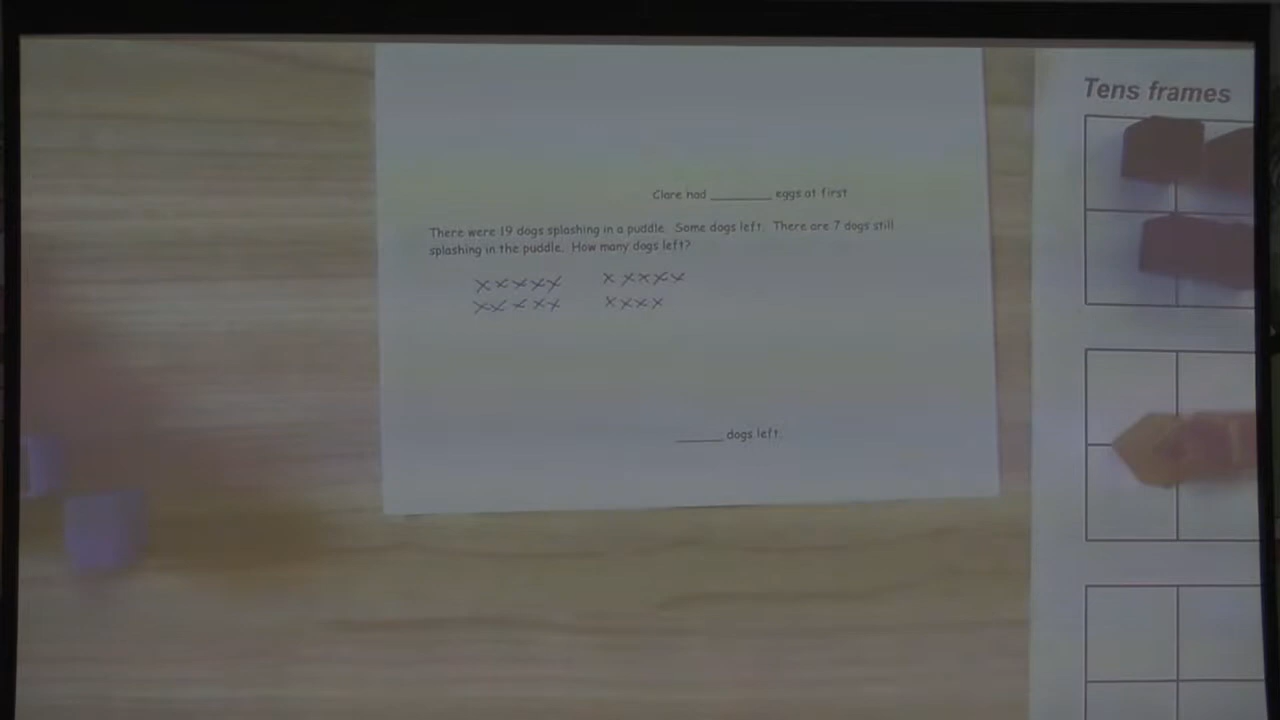 Tens frames
Clare had ________ eggs at first
There were 19 dogs splashing in a puddle. Some dogs left. There are 7 dogs still
splashing in the puddle. How many dogs left?
x x x x x x x x x x
x x x x x x x x x
______ dogs left.